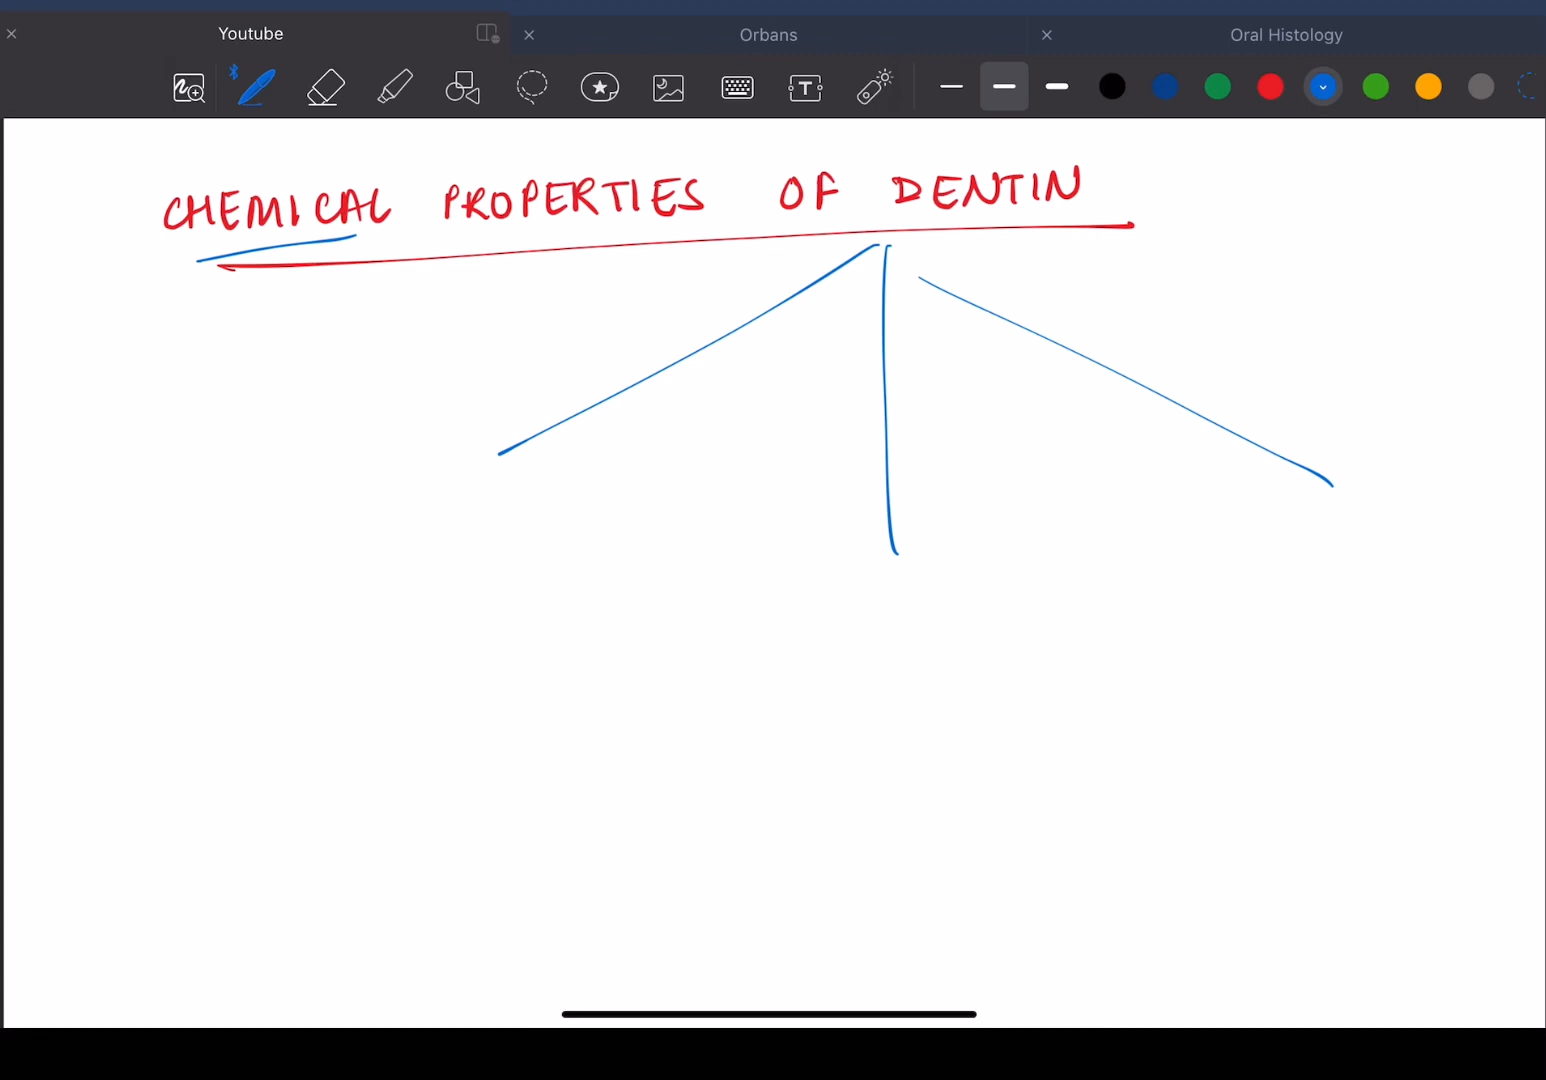 Youtube
Orbans
Oral Histology
T
CHEMICAL PROPERTIES OF DENTIN